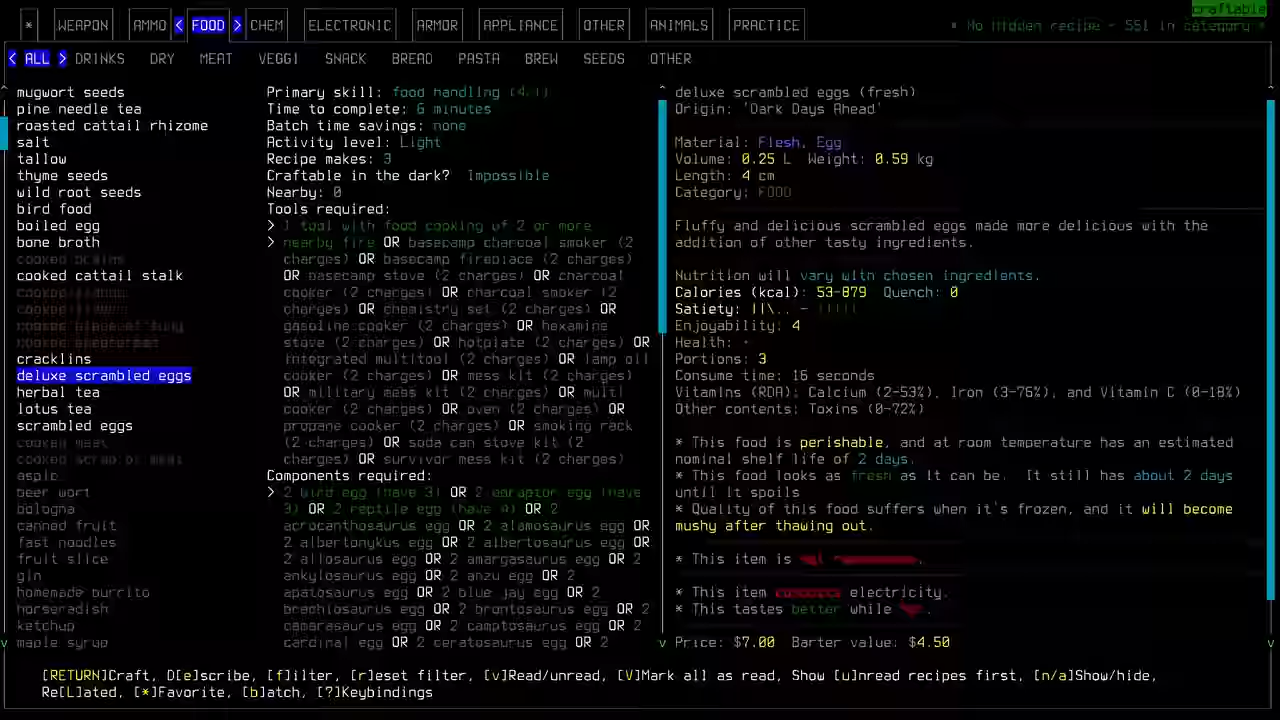 craftable
* WEAPON AMMO < FOOD > CHEM ELECTRONIC ARMOR APPLIANCE OTHER ANIMALS PRACTICE * No hidden recipe - 551 in category *
< ALL > DRINKS DRY MEAT VEGGI SNACK BREAD PASTA BREW SEEDS OTHER
mugwort seeds
pine needle tea
roasted cattail rhizome
salt
tallow
thyme seeds
wild root seeds
bird food
boiled egg
bone broth
cooked cattail stalk
cracklins
deluxe scrambled eggs
herbal tea
lotus tea
scrambled eggs
cooked meat
cooked scrap of meat
aspic
beer wort
bologna
canned fruit
fast noodles
fruit slice
gin
homemade burrito
horseradish
ketchup
maple syrup
Primary skill: food handling
Time to complete: 6 minutes
Batch time savings: none
Activity level: Light
Recipe makes: 3
Craftable in the dark? Impossible
Nearby: 0
Tools required:
> 1 tool with food cooking of 2 or more
> nearby fire OR basecamp charcoal smoker (2
charges) OR basecamp fireplace (2 charges)
OR basecamp stove (2 charges) OR charcoal
cooker (2 charges) OR charcoal smoker (2
charges) OR chemistry set (2 charges) OR
gasoline cooker (2 charges) OR hexamine
stove (2 charges) OR hotplate (2 charges) OR
integrated multitool (2 charges) OR lamp oil
cooker (2 charges) OR mess kit (2 charges)
OR military mess kit (2 charges) OR multi
cooker (2 charges) OR oven (2 charges) OR
propane cooker (2 charges) OR smoking rack
(2 charges) OR soda can stove kit (2
charges) OR survivor mess kit (2 charges)
Components required:
> 2 bird egg (have 3) OR 2 eoraptor egg (have
3) OR 2 reptile egg (have 9) OR 2
acrocanthosaurus egg OR 2 alamosaurus egg OR
2 albertonykus egg OR 2 albertosaurus egg OR
2 allosaurus egg OR 2 amargasaurus egg OR 2
ankylosaurus egg OR 2 anzu egg OR 2
apatosaurus egg OR 2 blue jay egg OR 2
brachiosaurus egg OR 2 brontosaurus egg OR 2
camarasaurus egg OR 2 camptosaurus egg OR 2
cardinal egg OR 2 ceratosaurus egg OR 2
deluxe scrambled eggs (fresh)
Origin: 'Dark Days Ahead'
Material: Flesh, Egg
Volume: 0.25 L Weight: 0.59 kg
Length: 4 cm
Category: FOOD
Fluffy and delicious scrambled eggs made more delicious with the
addition of other tasty ingredients.
Nutrition will vary with chosen ingredients.
Calories (kcal): 53-879 Quench: 0
Satiety: ||\.. - |||||
Enjoyability: 4
Health: -
Portions: 3
Consume time: 16 seconds
Vitamins (RDA): Calcium (2-53%), Iron (3-76%), and Vitamin C (0-18%)
Other contents: Toxins (0-72%)
* This food is perishable, and at room temperature has an estimated
nominal shelf life of 2 days.
* This food looks as fresh as it can be. It still has about 2 days
until it spoils
* Quality of this food suffers when it's frozen, and it will become
mushy after thawing out.
* This item is
* This item conducts electricity.
* This tastes better while
Price: $7.00 Barter value: $4.50
[RETURN]Craft, D[e]scribe, [f]ilter, [r]eset filter, [v]Read/unread, [V]Mark all as read, Show [u]nread recipes first, [n/a]Show/hide,
Re[L]ated, [*]Favorite, [b]atch, [?]Keybindings